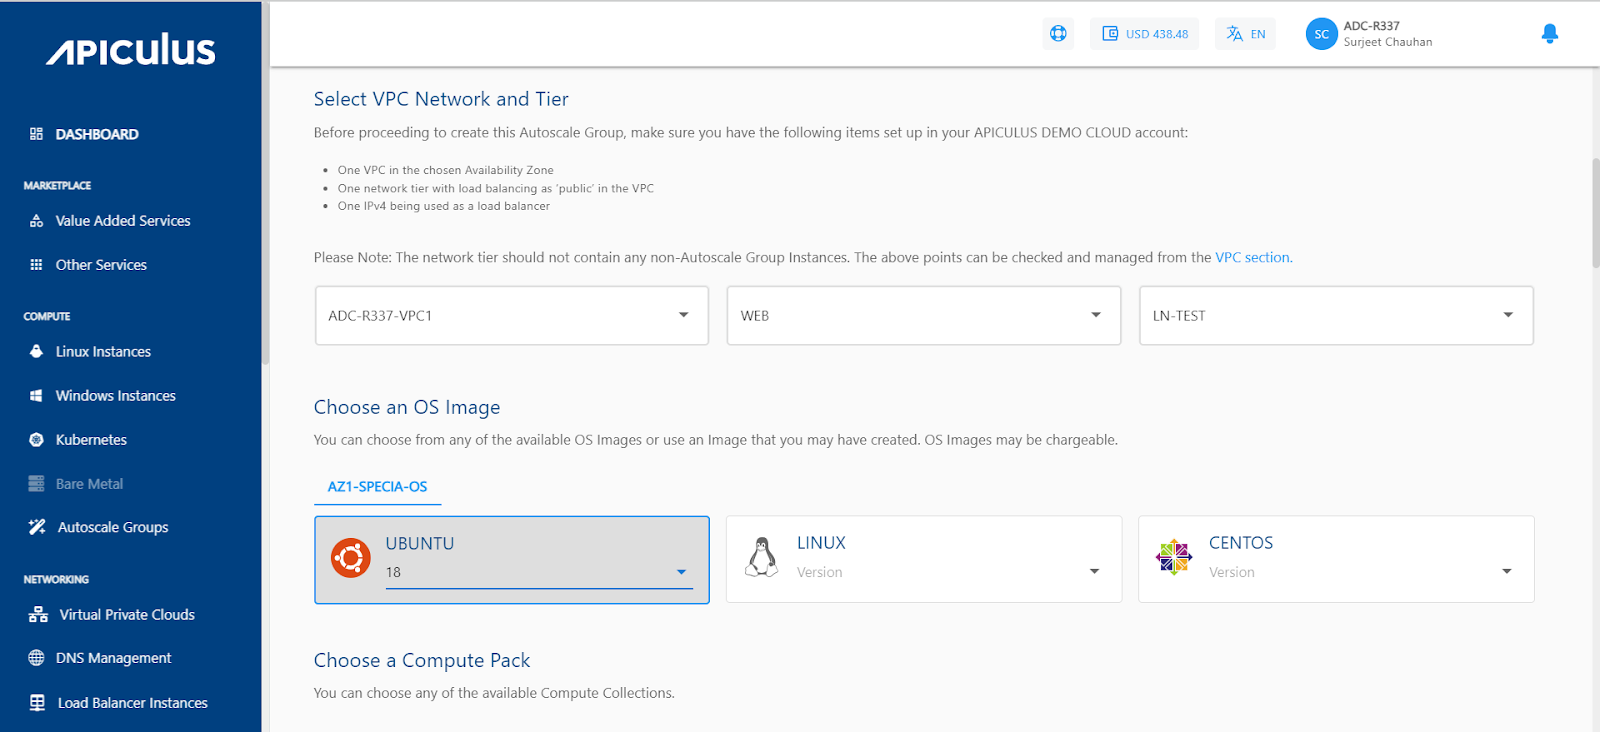 APICULUS
DASHBOARD
MARKETPLACE
Value Added Services
Other Services
COMPUTE
Linux Instances
Windows Instances
Kubernetes
Bare Metal
Autoscale Groups
NETWORKING
Virtual Private Clouds
DNS Management
Load Balancer Instances
USD 438.48
EN
SC
ADC-R337
Surjeet Chauhan
Select VPC Network and Tier
Before proceeding to create this Autoscale Group, make sure you have the following items set up in your APICULUS DEMO CLOUD account:
• One VPC in the chosen Availability Zone
• One network tier with load balancing as 'public' in the VPC
• One IPv4 being used as a load balancer
Please Note: The network tier should not contain any non-Autoscale Group Instances. The above points can be checked and managed from the VPC section.
ADC-R337-VPC1
WEB
LN-TEST
Choose an OS Image
You can choose from any of the available OS Images or use an Image that you may have created. OS Images may be chargeable.
AZ1-SPECIA-OS
UBUNTU
18
LINUX
Version
CENTOS
Version
Choose a Compute Pack
You can choose any of the available Compute Collections.